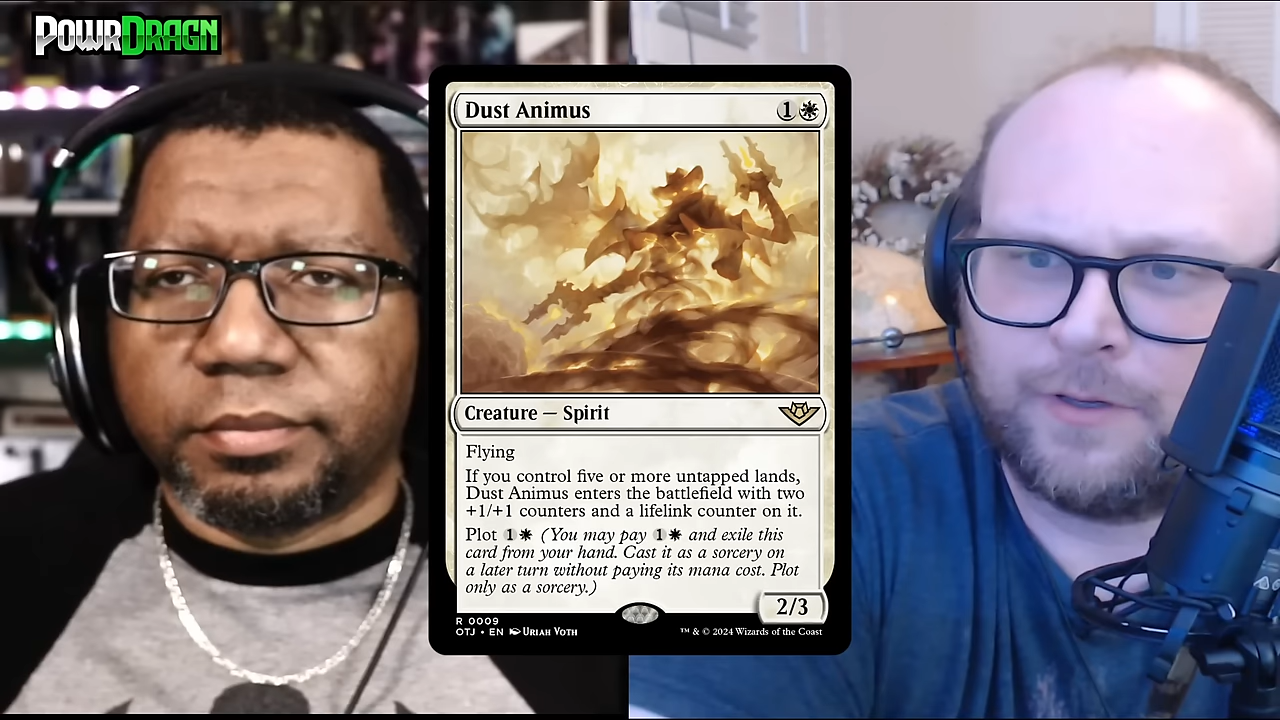 POWRDRAGN
Dust Animus 1
Creature — Spirit
Flying
If you control five or more untapped lands,
Dust Animus enters the battlefield with two
+1/+1 counters and a lifelink counter on it.
Plot 1 (You may pay 1 and exile this
card from your hand. Cast it as a sorcery on
a later turn without paying its mana cost. Plot
only as a sorcery.)
2/3
R 0009
OTJ • EN Uriah Voth
™ & © 2024 Wizards of the Coast